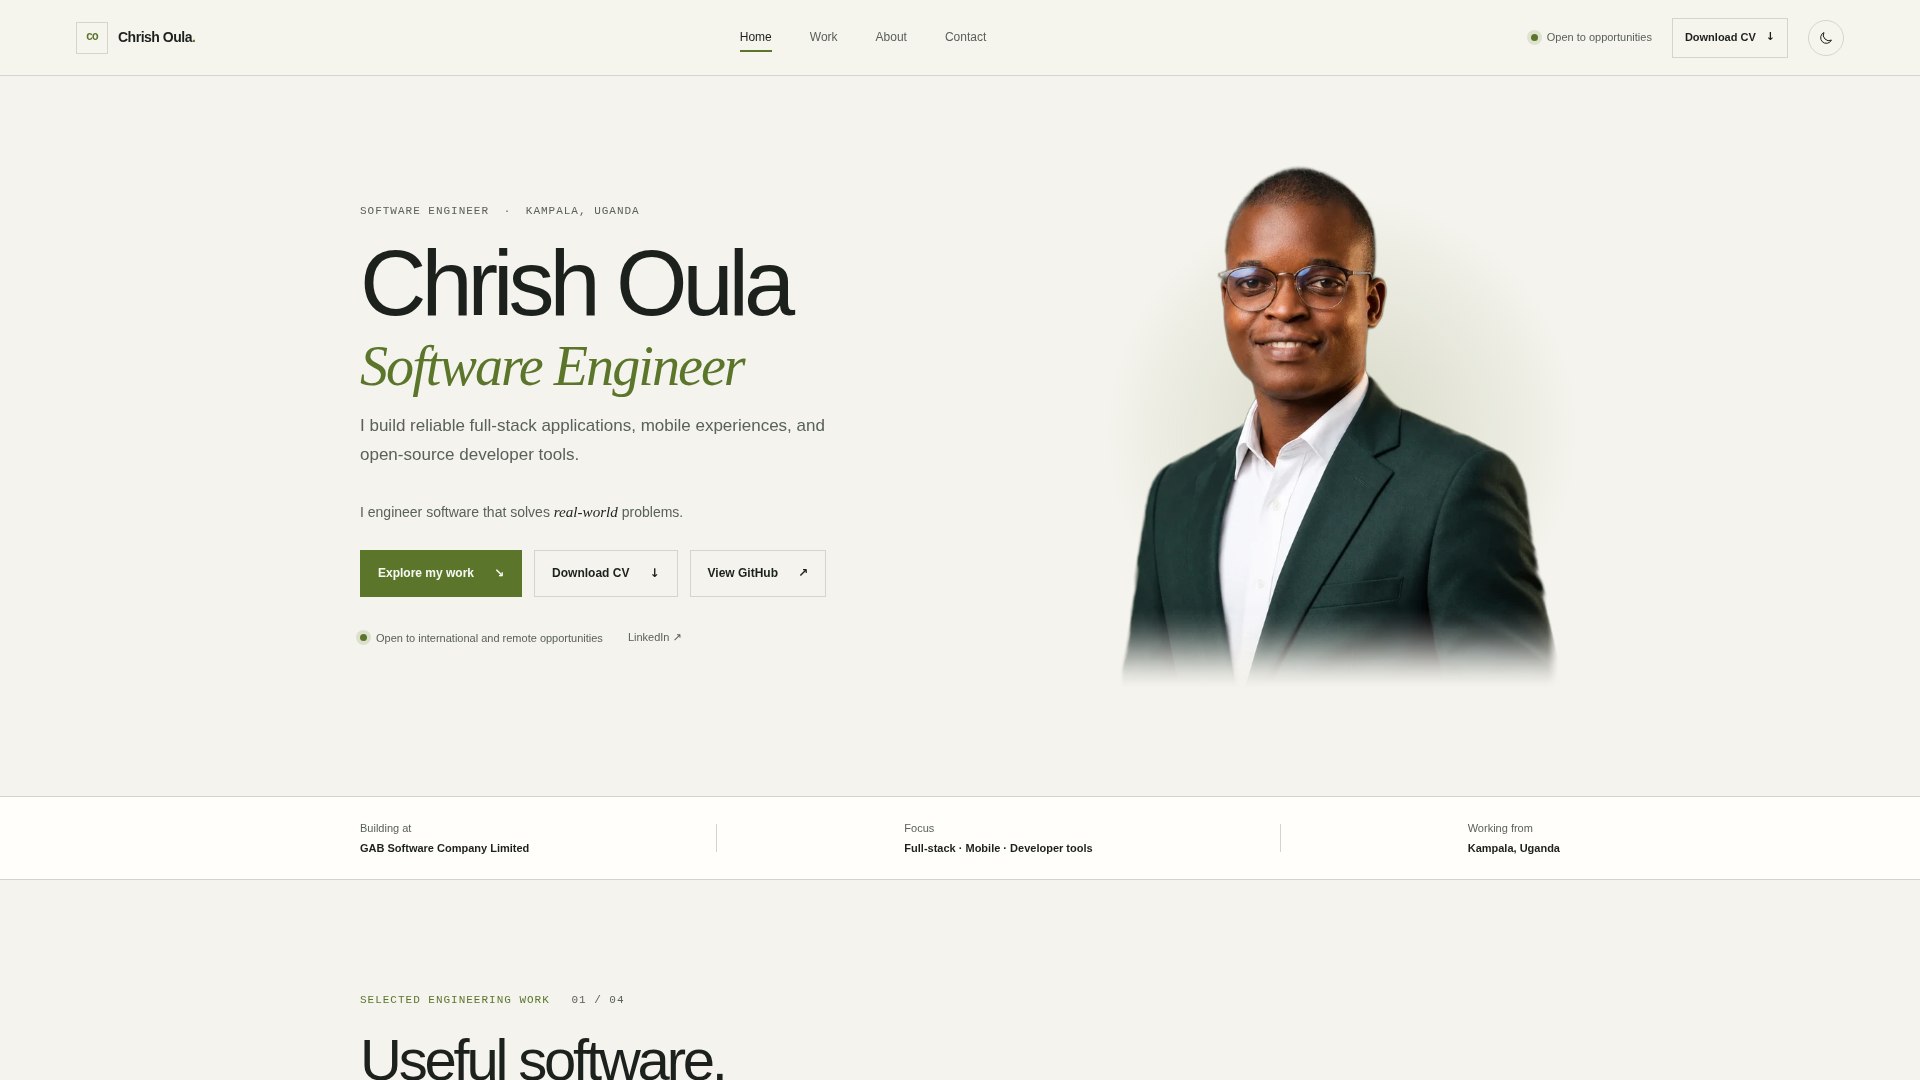 CO
Chrish Oula.
Home
Work
About
Contact
Open to opportunities
Download CV ↓
SOFTWARE ENGINEER · KAMPALA, UGANDA
Chrish Oula
Software Engineer
I build reliable full-stack applications, mobile experiences, and
open-source developer tools.
I engineer software that solves real-world problems.
Explore my work ↘
Download CV ↓
View GitHub ↗
Open to international and remote opportunities
LinkedIn ↗
Building at
GAB Software Company Limited
Focus
Full-stack · Mobile · Developer tools
Working from
Kampala, Uganda
SELECTED ENGINEERING WORK 01 / 04
Useful software.